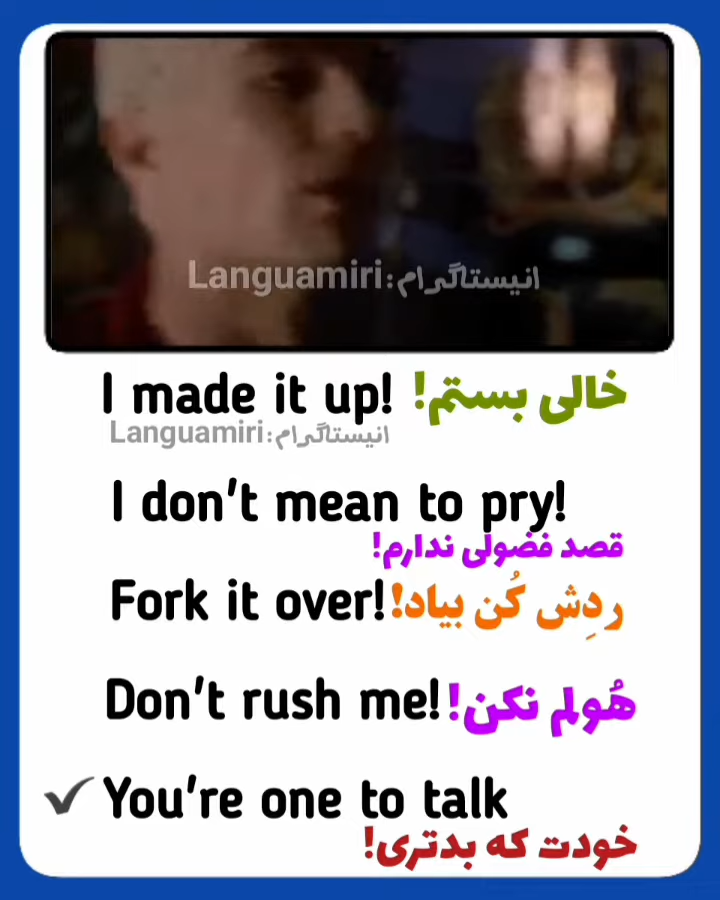 Languamiri:انیستاگرام
I made it up! خالی بستم!
Languamiri:انیستاگرام
I don't mean to pry!
قصد فضولی ندارم!
Fork it over! ردِش کُن بیاد!
Don't rush me! هُولم نکن!
You're one to talk
خودت که بدتری!